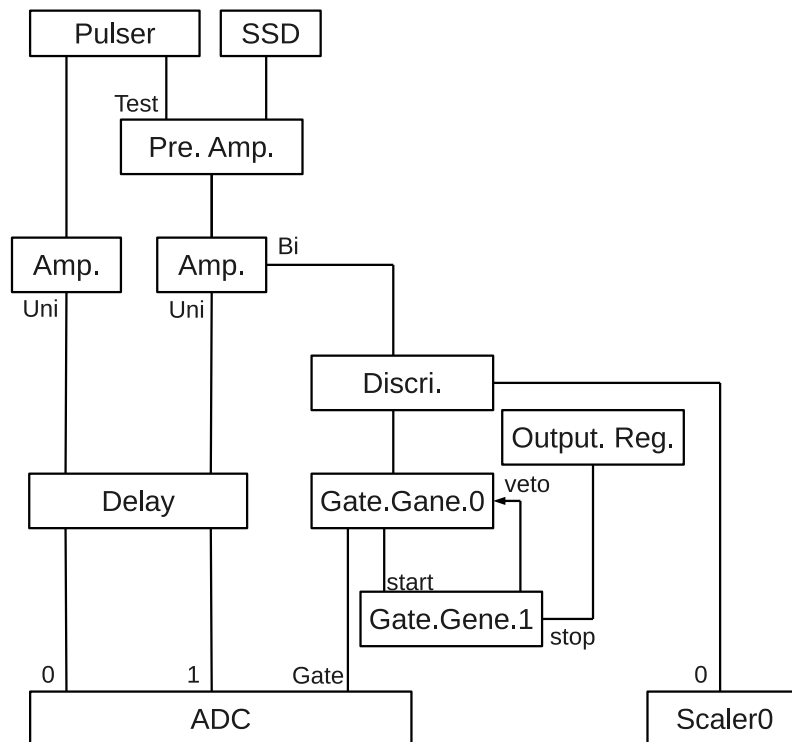 Pulser
SSD
Test
Pre. Amp.
Amp.
Amp.
Bi
Uni
Uni
Discri.
Output. Reg.
Delay
Gate.Gane.0
veto
start
Gate.Gene.1
stop
0
1
Gate
0
ADC
Scaler0